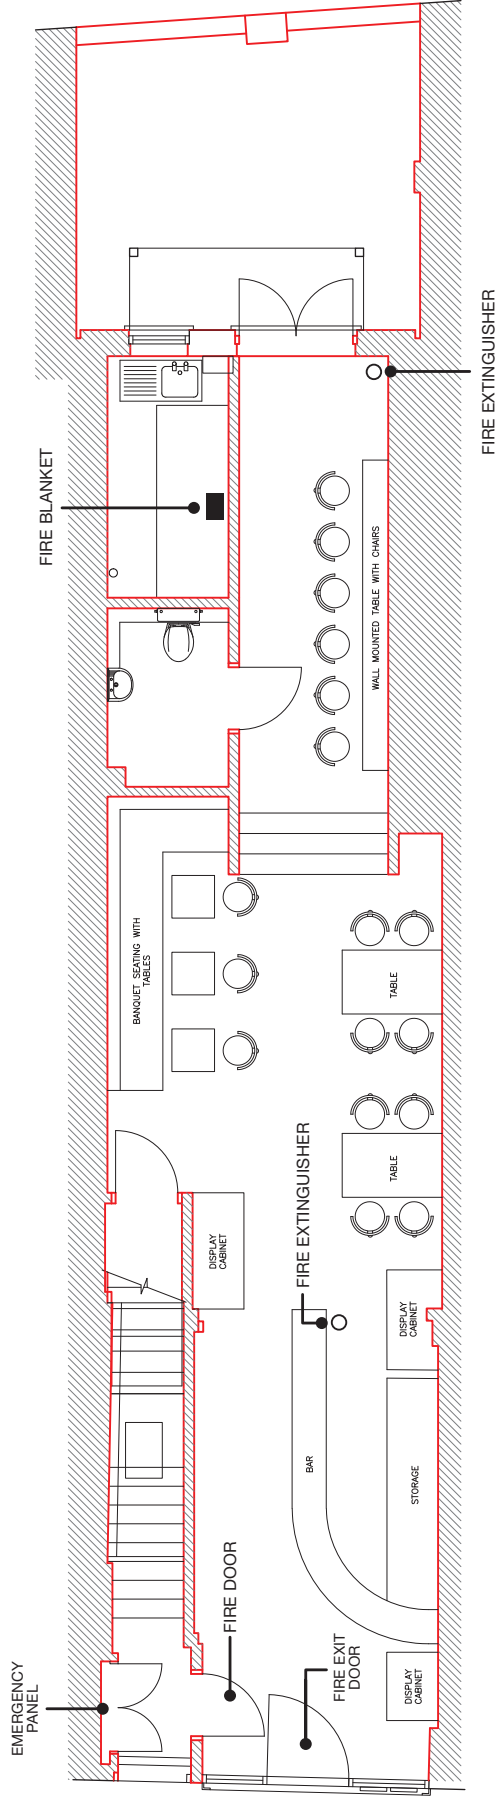 FIRE EXTINGUISHER
FIRE BLANKET
WALL MOUNTED TABLE WITH CHAIRS
BANQUET SEATING WITH
TABLES
TABLE
TABLE
FIRE EXTINGUISHER
DISPLAY
CABINET
DISPLAY
CABINET
BAR
STORAGE
FIRE DOOR
FIRE EXIT
DOOR
EMERGENCY
PANEL
DISPLAY
CABINET